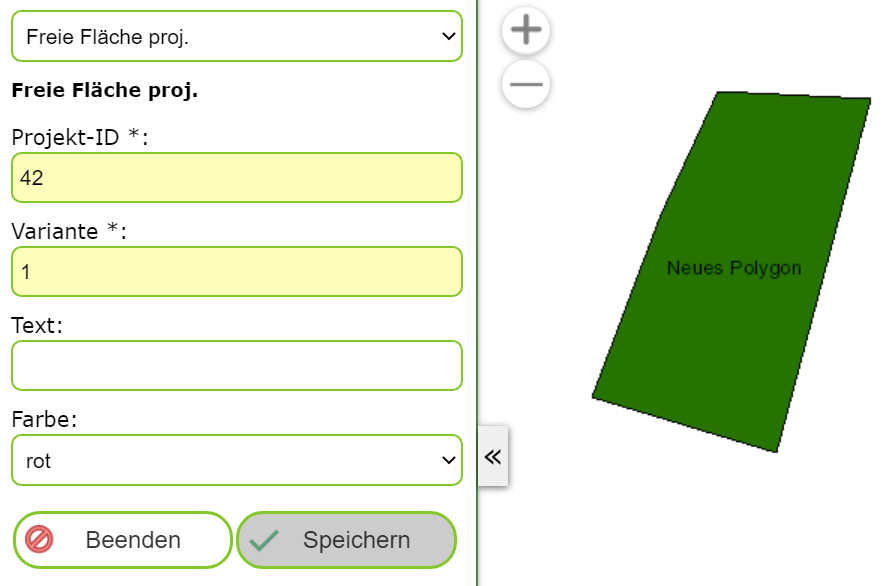 Freie Fläche proj.
Freie Fläche proj.
Projekt-ID *:
42
Variante *:
1
Text:
Farbe:
rot
Beenden
Speichern
«
Neues Polygon